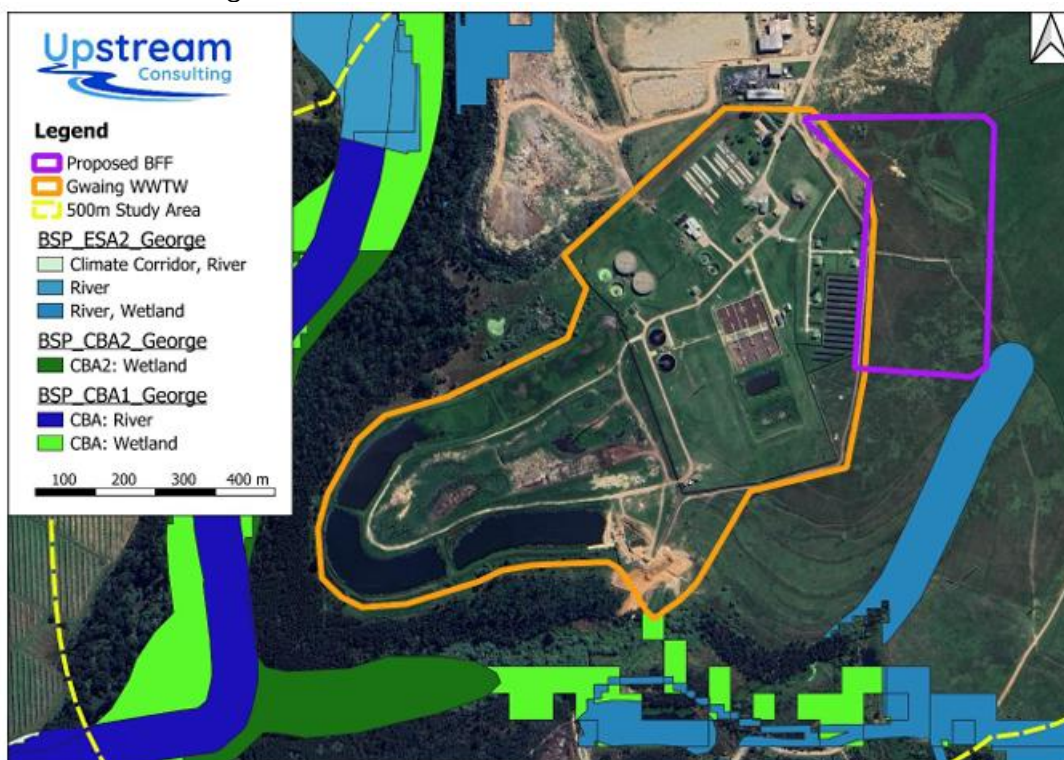 Upstream
Consulting
Legend
Proposed BFF
Gwaing WWTW
500m Study Area
BSP_ESA2_George
Climate Corridor, River
River
River, Wetland
BSP_CBA2_George
CBA2: Wetland
BSP_CBA1_George
CBA: River
CBA: Wetland
100 200 300 400 m